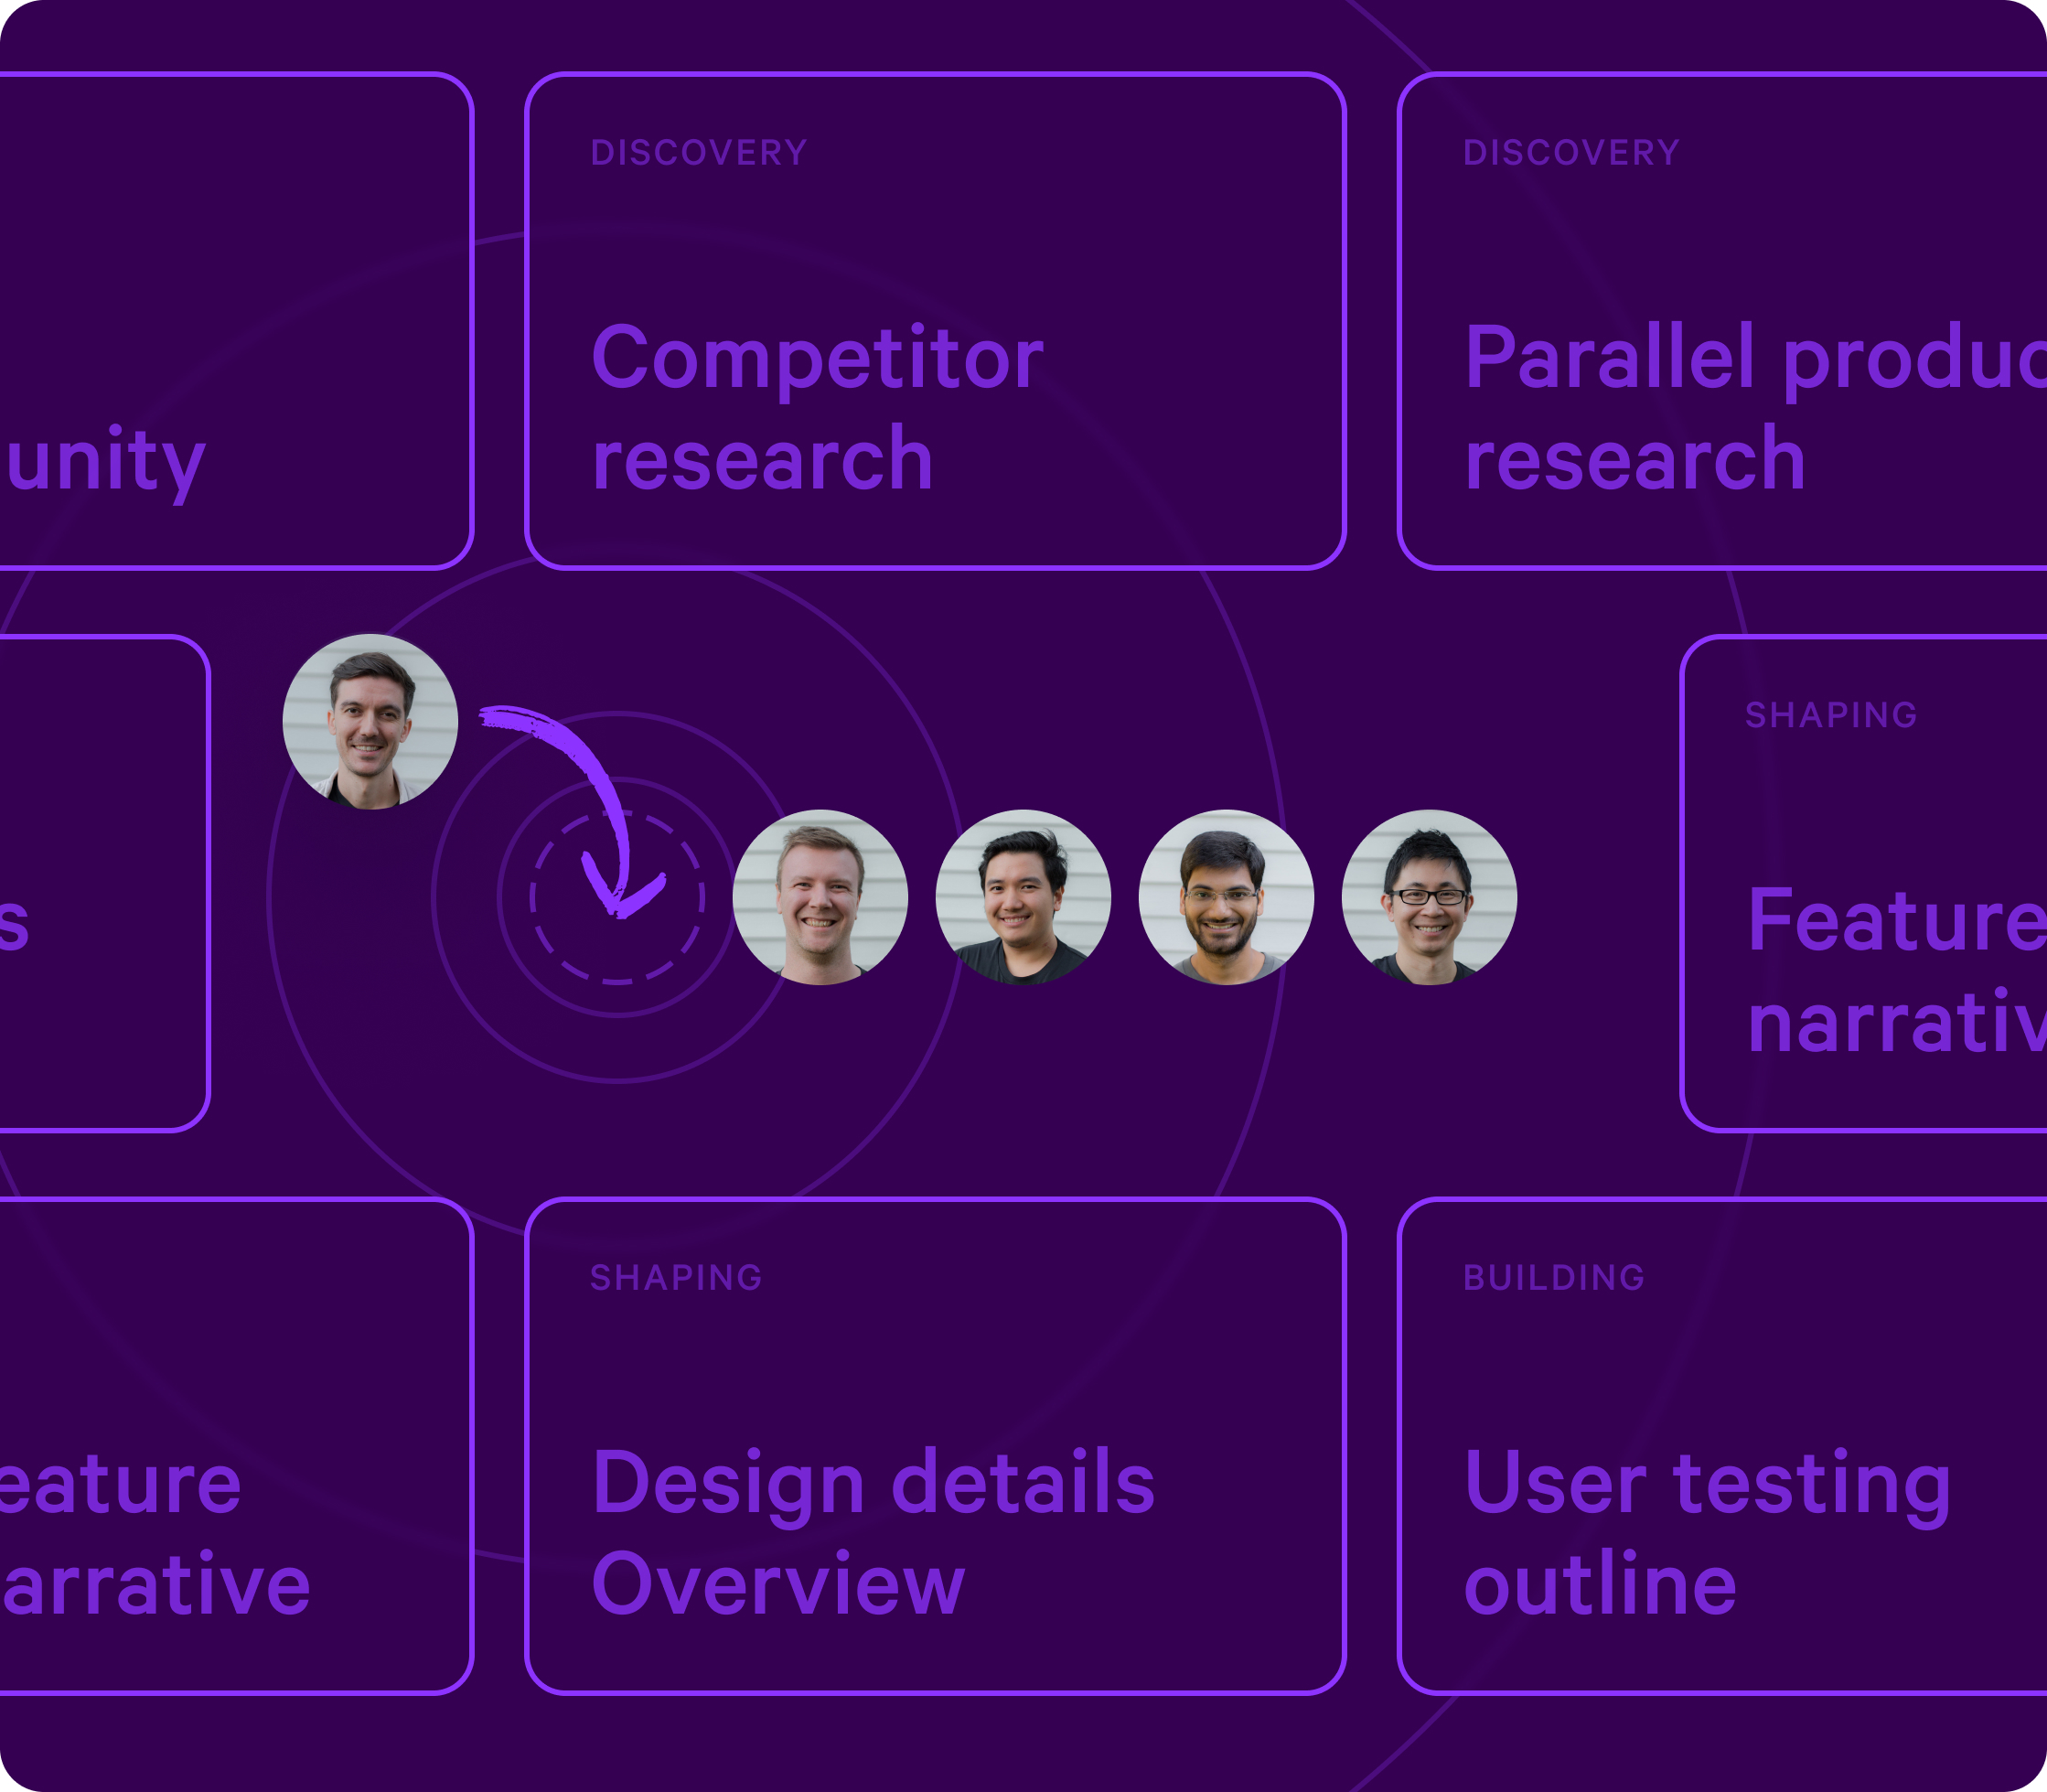 DISCOVERY
Competitor
research
DISCOVERY
Parallel produc
research
unity
s
SHAPING
Feature
narrativ
eature
arrative
SHAPING
Design details
Overview
BUILDING
User testing
outline